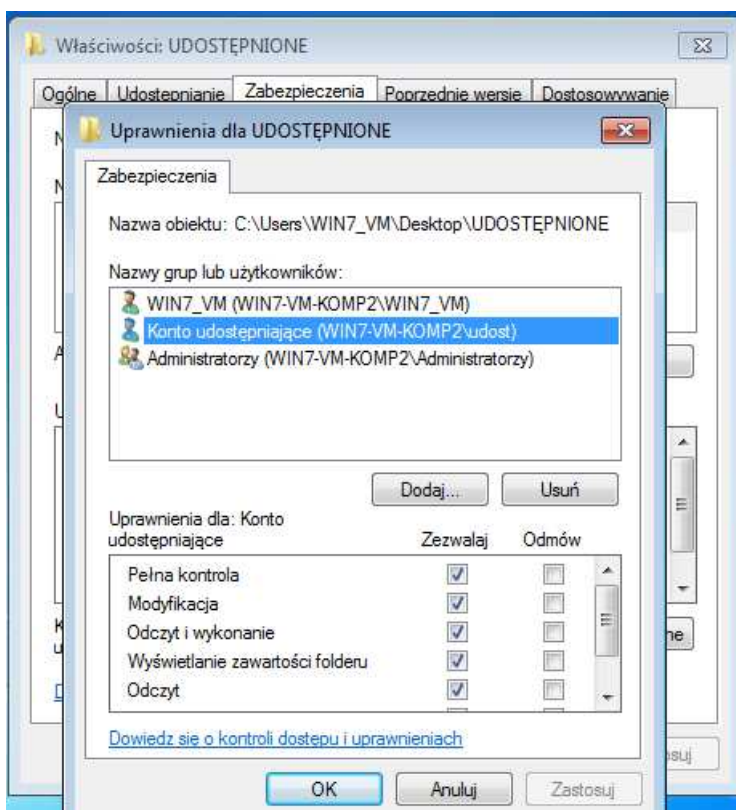 Właściwości: UDOSTĘPNIONE
Ogólne Udostępnianie Zabezpieczenia Poprzednie wersje Dostosowywanie
Uprawnienia dla UDOSTĘPNIONE
Zabezpieczenia
Nazwa obiektu: C:\Users\WIN7_VM\Desktop\UDOSTĘPNIONE
Nazwy grup lub użytkowników:
WIN7_VM (WIN7-VM-KOMP2\WIN7_VM)
Konto udostępniające (WIN7-VM-KOMP2\udost)
Administratorzy (WIN7-VM-KOMP2\Administratorzy)
Dodaj... Usuń
Uprawnienia dla: Konto
udostępniające Zezwalaj Odmów
Pełna kontrola
Modyfikacja
Odczyt i wykonanie
Wyświetlanie zawartości folderu
Odczyt
Dowiedz się o kontroli dostępu i uprawnieniach
OK Anuluj Zastosuj